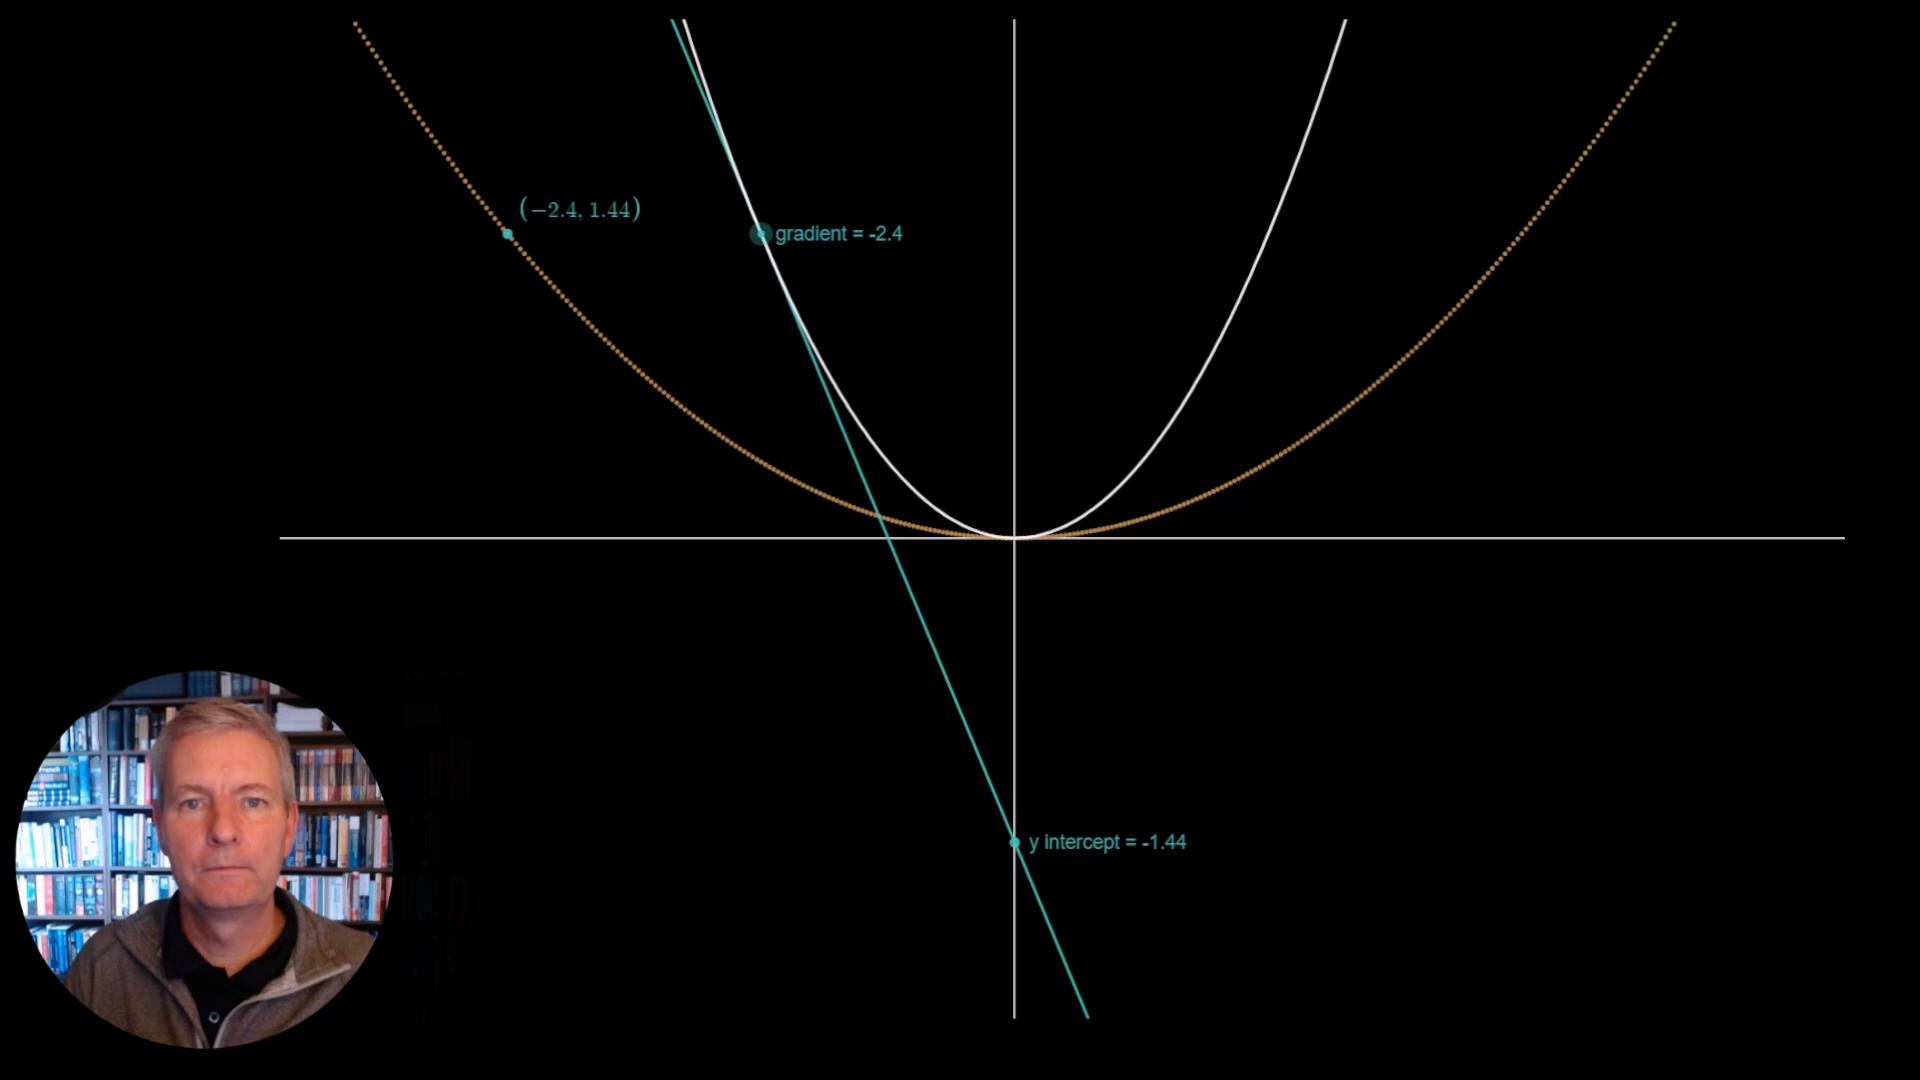 (−2.4, 1.44)
gradient = -2.4
y intercept = -1.44